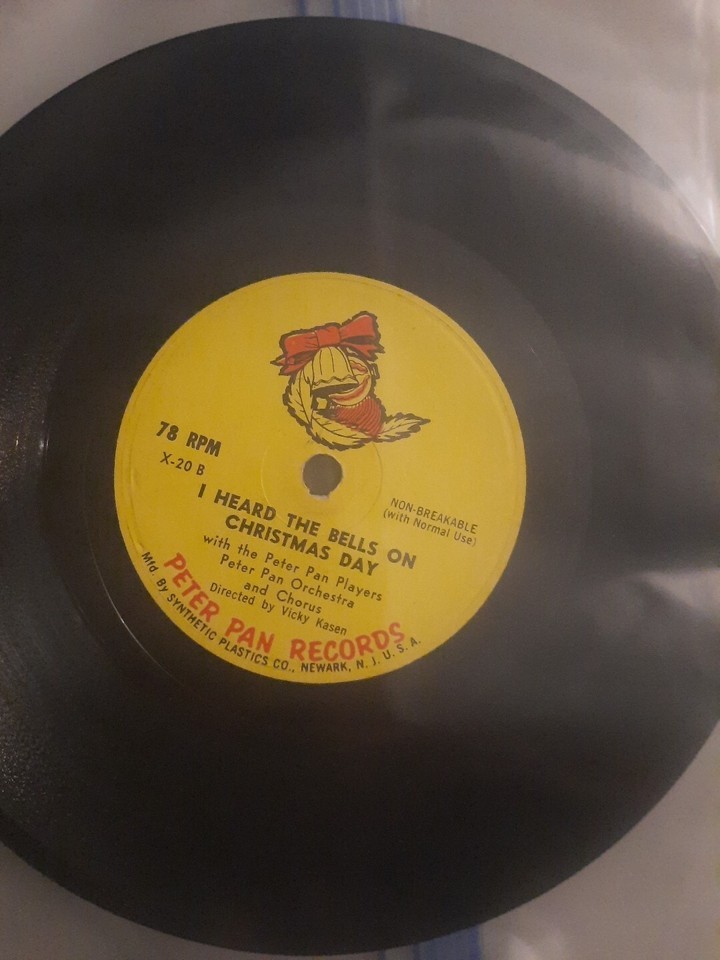 78 RPM
X-20 B
NON-BREAKABLE
(with Normal Use)
I HEARD THE BELLS ON
CHRISTMAS DAY
with the Peter Pan Players
Peter Pan Orchestra
and Chorus
Directed by Vicky Kasen
PETER PAN RECORDS
Mfd. By SYNTHETIC PLASTICS CO., NEWARK, N. J. U. S. A.